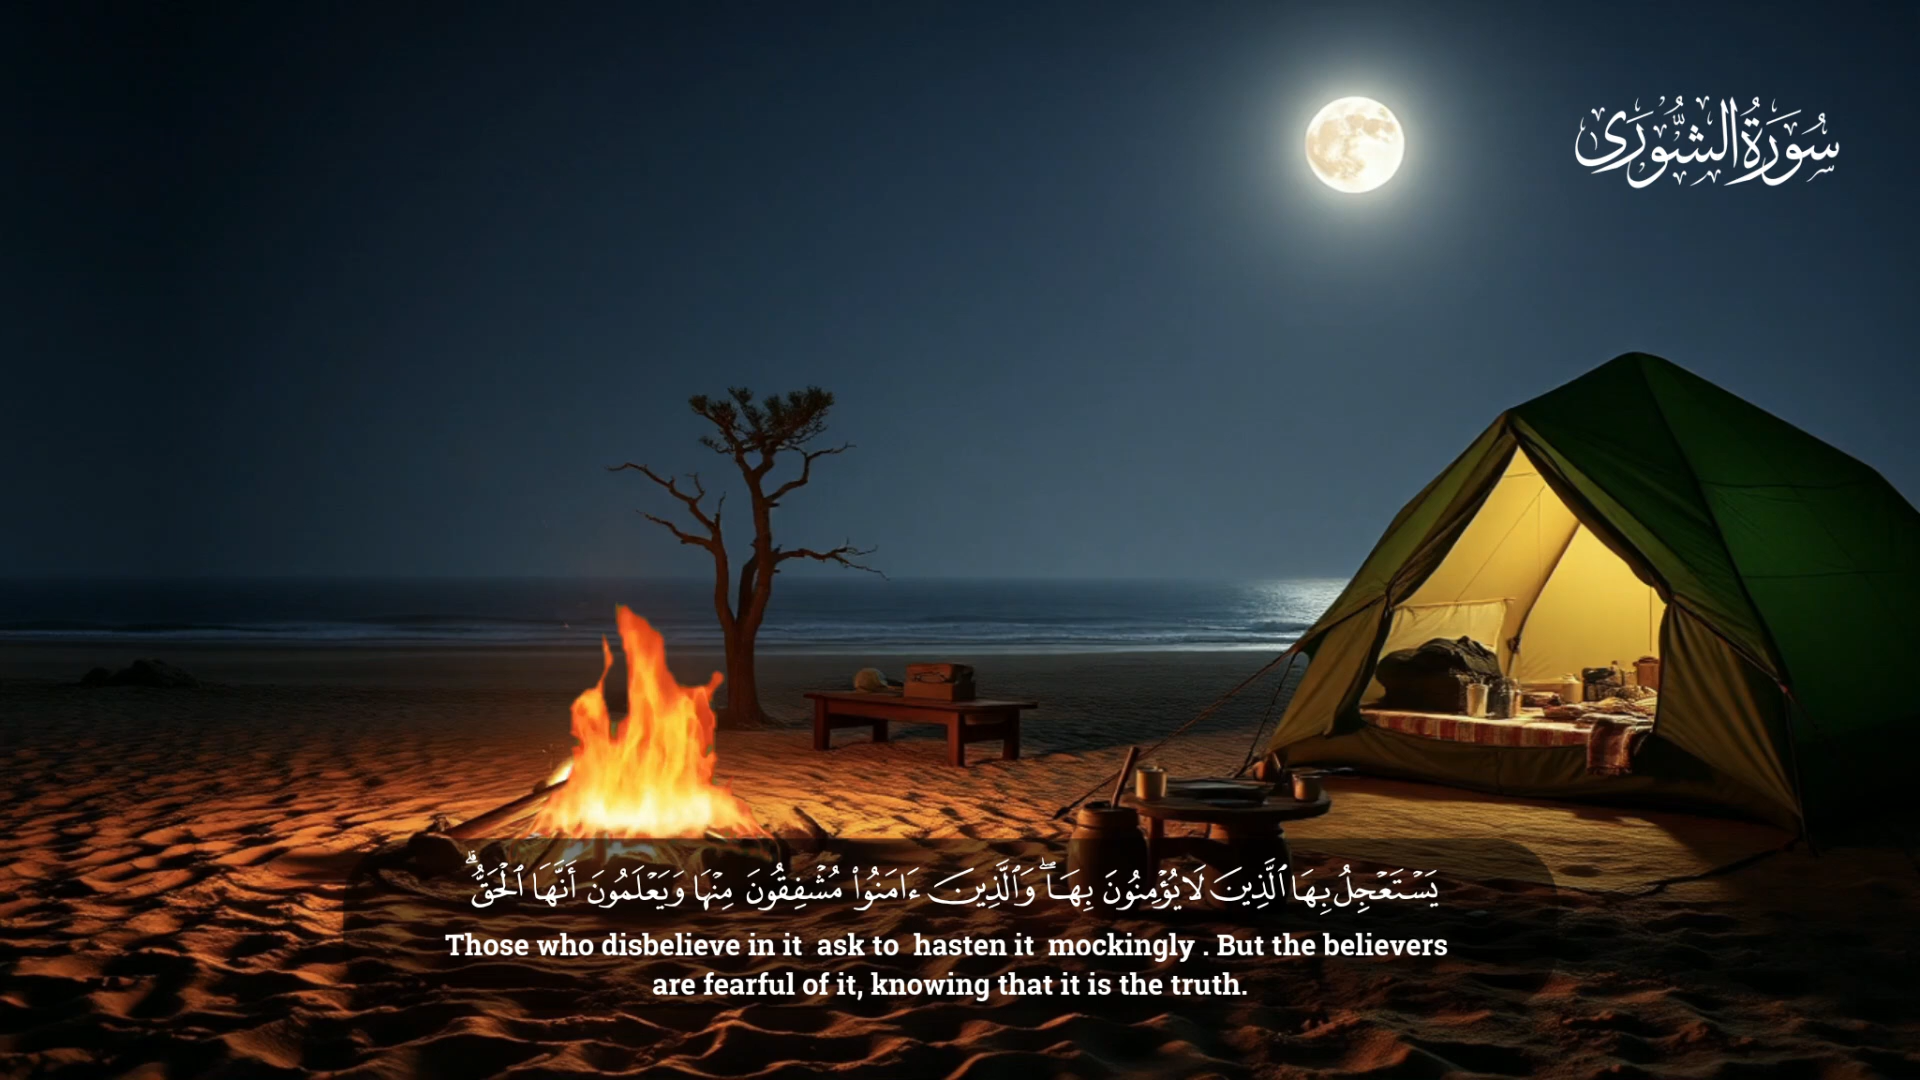 سُورَةُ الشُّورَىٰ
يَسْتَعْجِلُ بِهَا ٱلَّذِينَ لَا يُؤْمِنُونَ بِهَاۖ وَٱلَّذِينَ ءَامَنُوا۟ مُشْفِقُونَ مِنْهَا وَيَعْلَمُونَ أَنَّهَا ٱلْحَقُّۗ
Those who disbelieve in it ask to hasten it mockingly . But the believers
are fearful of it, knowing that it is the truth.